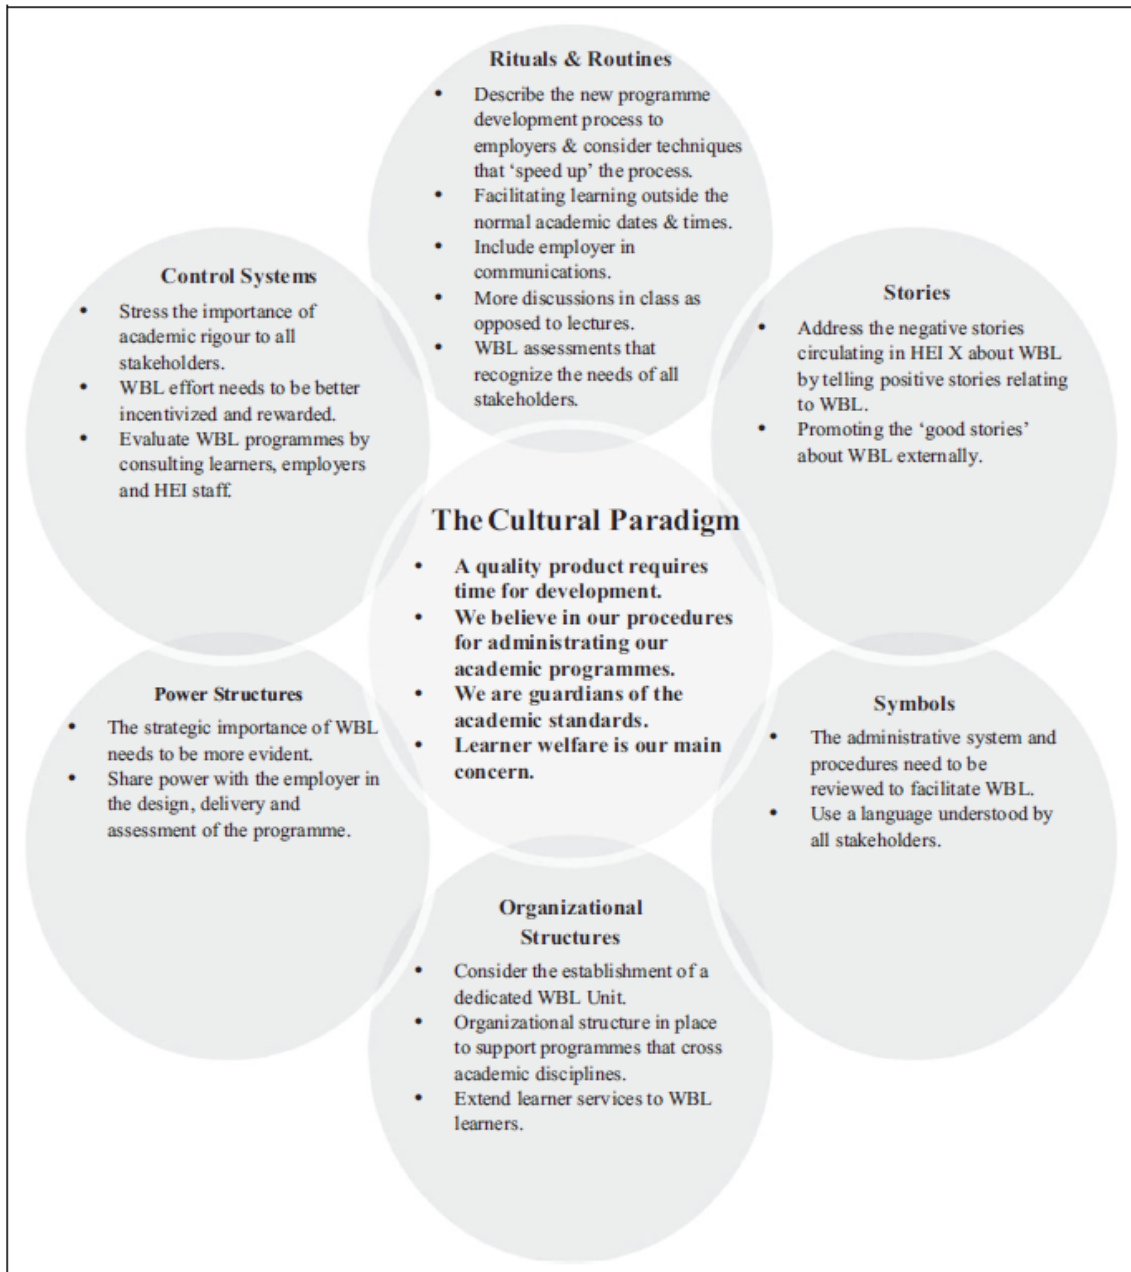 Rituals & Routines
• Describe the new programme
development process to
employers & consider techniques
that ‘speed up’ the process.
• Facilitating learning outside the
normal academic dates & times.
• Include employer in
communications.
• More discussions in class as
opposed to lectures.
• WBL assessments that
recognize the needs of all
stakeholders.
Control Systems
• Stress the importance of
academic rigour to all
stakeholders.
• WBL effort needs to be better
incentivized and rewarded.
• Evaluate WBL programmes by
consulting learners, employers
and HEI staff.
Stories
• Address the negative stories
circulating in HEI X about WBL
by telling positive stories relating
to WBL.
• Promoting the ‘good stories’
about WBL externally.
The Cultural Paradigm
• A quality product requires
time for development.
• We believe in our procedures
for administrating our
academic programmes.
• We are guardians of the
academic standards.
• Learner welfare is our main
concern.
Power Structures
• The strategic importance of WBL
needs to be more evident.
• Share power with the employer in
the design, delivery and
assessment of the programme.
Symbols
• The administrative system and
procedures need to be
reviewed to facilitate WBL.
• Use a language understood by
all stakeholders.
Organizational
Structures
• Consider the establishment of a
dedicated WBL Unit.
• Organizational structure in place
to support programmes that cross
academic disciplines.
• Extend learner services to WBL
learners.